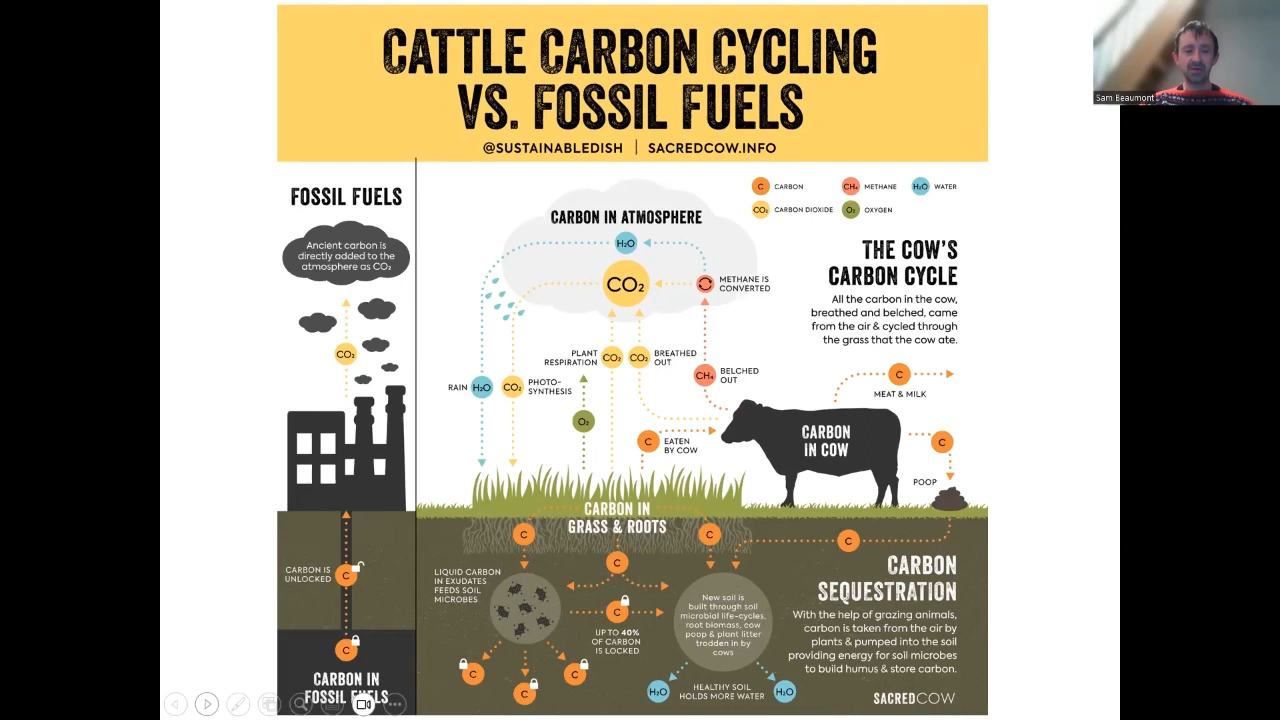 CATTLE CARBON CYCLING
VS. FOSSIL FUELS
@SUSTAINABLEDISH | SACREDCOW.INFO
Sam Beaumont
FOSSIL FUELS
Ancient carbon is
directly added to the
atmosphere as CO₂
CO₂
CARBON IS
UNLOCKED
C
C
CARBON IN
FOSSIL FUELS
C CARBON
CH₄ METHANE
H₂O WATER
CO₂ CARBON DIOXIDE
O₂ OXYGEN
CARBON IN ATMOSPHERE
H₂O
CO₂
METHANE IS
CONVERTED
THE COW'S
CARBON CYCLE
All the carbon in the cow,
breathed and belched, came
from the air & cycled through
the grass that the cow ate.
PLANT
RESPIRATION
CO₂
CO₂
BREATHED
OUT
CH₄
BELCHED
OUT
RAIN
H₂O
CO₂
PHOTO-
SYNTHESIS
O₂
C
EATEN
BY COW
C
MEAT & MILK
CARBON
IN COW
C
POOP
CARBON IN
GRASS & ROOTS
C
C
C
C
LIQUID CARBON
IN EXUDATES
FEEDS SOIL
MICROBES
C
UP TO 40%
OF CARBON
IS LOCKED
C
C
C
New soil is
built through soil
microbial life-cycles,
root biomass, cow
poop & plant litter
trodden in by
cows
H₂O
HEALTHY SOIL
HOLDS MORE WATER
H₂O
CARBON
SEQUESTRATION
With the help of grazing animals,
carbon is taken from the air by
plants & pumped into the soil
providing energy for soil microbes
to build humus & store carbon.
SACREDCOW